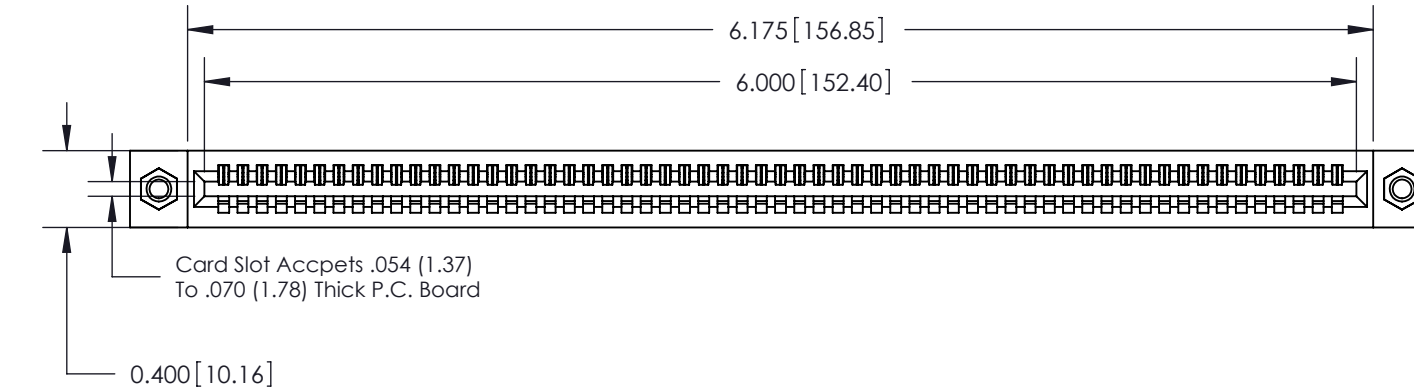 6.175[156.85]
6.000[152.40]
Card Slot Accpets .054 (1.37)
To .070 (1.78) Thick P.C. Board
0.400[10.16]